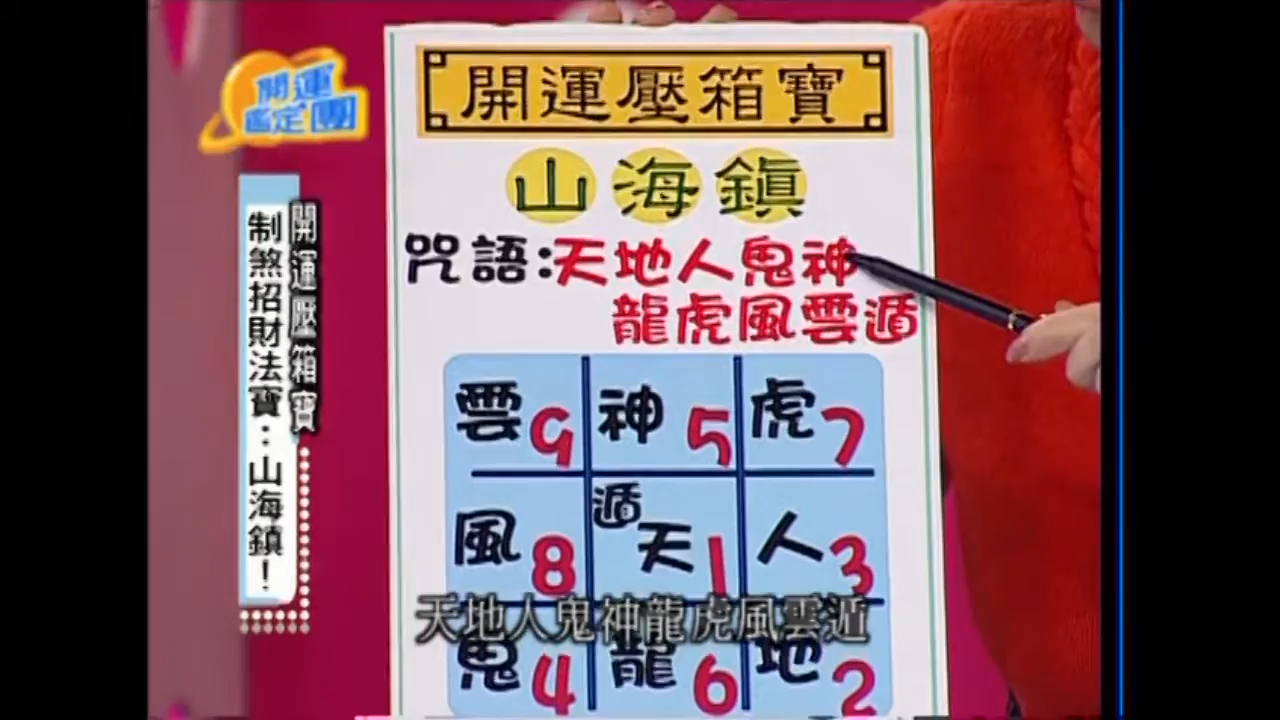 開運
鑑定團
開運壓箱寶
制煞招財法寶：山海鎮！
開運壓箱寶
山海鎮
咒語:天地人鬼神
龍虎風雲遁
雲9 神5 虎7
風8 遁天1 人3
天地人鬼神龍虎風雲遁
鬼4 龍6 地2